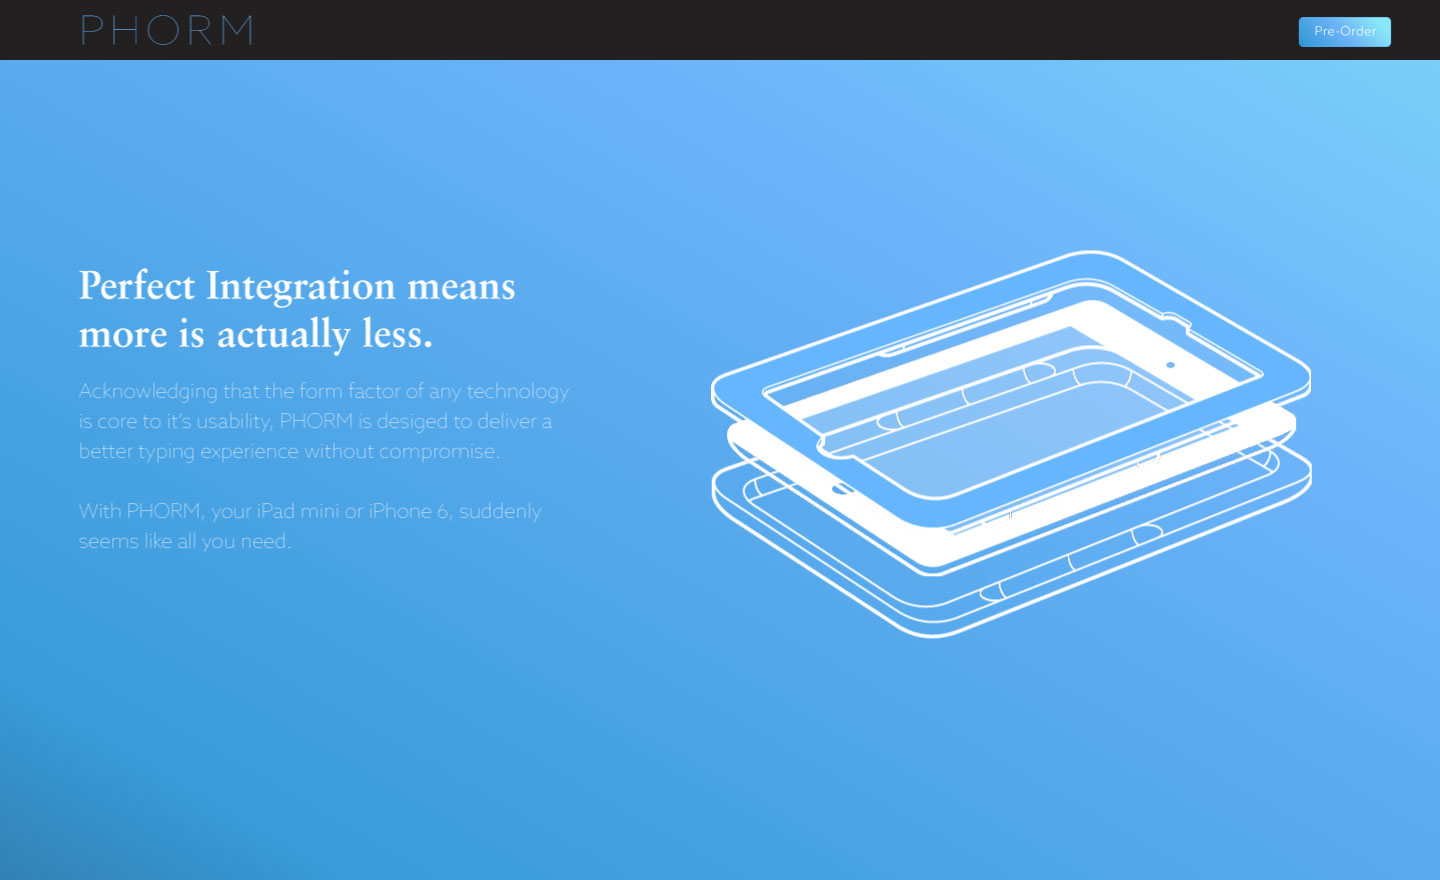 PHORM
Pre-Order
Perfect Integration means
more is actually less.
Acknowledging that the form factor of any technology
is core to it's usability, PHORM is desiged to deliver a
better typing experience without compromise.
With PHORM, your iPad mini or iPhone 6, suddenly
seems like all you need.